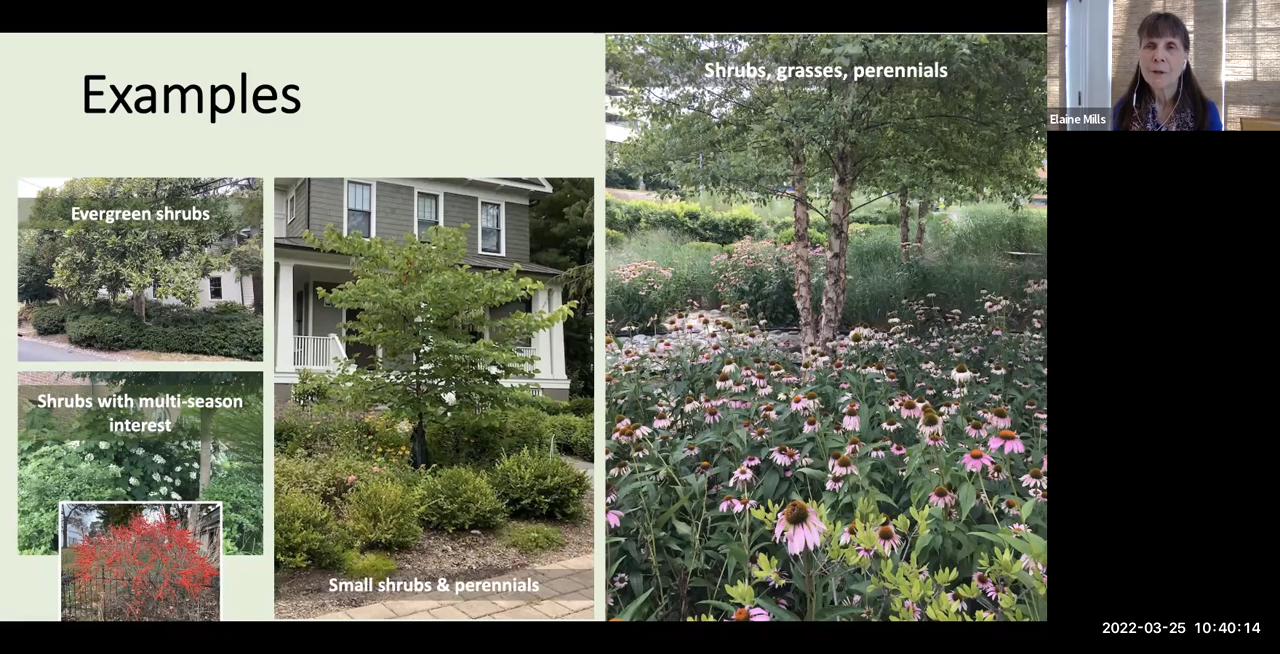 Examples
Evergreen shrubs
Shrubs with multi-season
interest
Small shrubs & perennials
Shrubs, grasses, perennials
Elaine Mills
2022-03-25 10:40:14